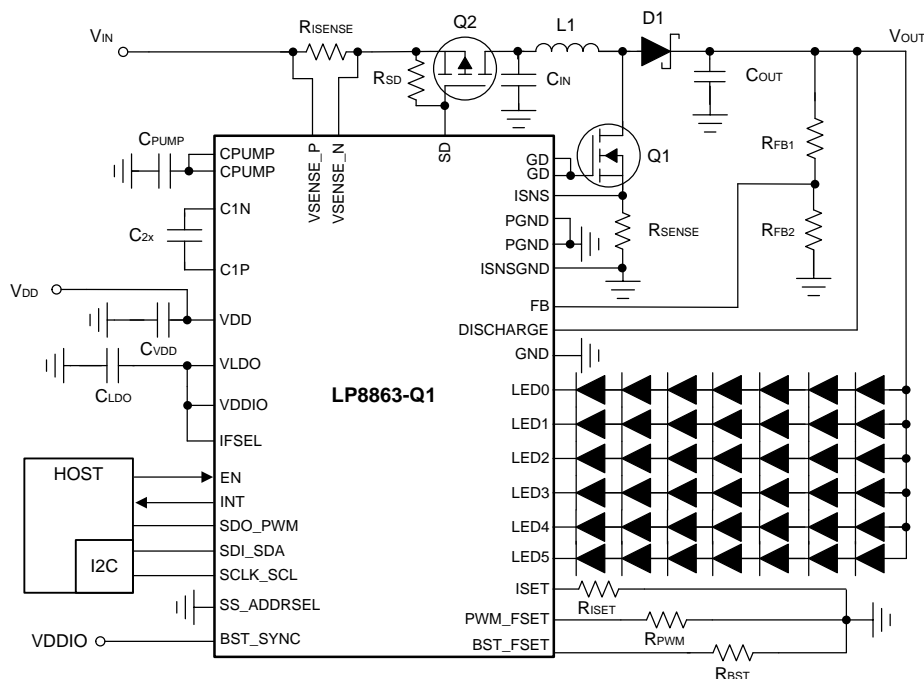 VIN
RISENSE
Q2
L1
D1
VOUT
RSD
CIN
COUT
CPUMP
CPUMP
CPUMP
VSENSE_P
VSENSE_N
SD
GD
GD
Q1
RFB1
ISNS
C1N
C2x
C1P
PGND
PGND
RSENSE
RFB2
ISNSGND
VDD
FB
VDD
CVDD
DISCHARGE
GND
VLDO
CLDO
LP8863-Q1
LED0
VDDIO
LED1
IFSEL
LED2
HOST
EN
INT
LED3
SDO_PWM
LED4
I2C
SDI_SDA
LED5
SCLK_SCL
ISET
RISET
SS_ADDRSEL
PWM_FSET
RPWM
VDDIO
BST_SYNC
BST_FSET
RBST